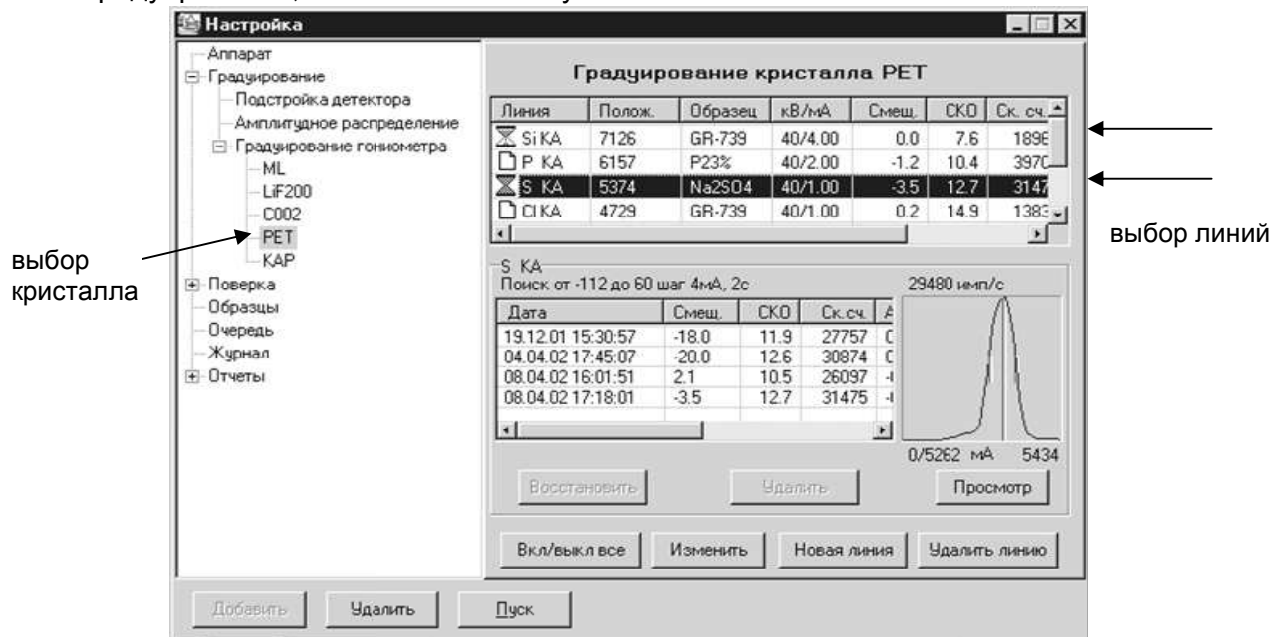 Настройка
Аппарат
Градуирование
Подстройка детектора
Амплитудное распределение
Градуирование гониометра
ML
LiF200
C002
PET
KAP
Поверка
Образцы
Очередь
Журнал
Отчеты
выбор
кристалла
Градуирование кристалла PET
Линия Полож. Образец кВ/мА Смещ. СКО Ск. сч.
Si KA 7126 GR-739 40/4.00 0.0 7.6 1896
P KA 6157 P23% 40/2.00 -1.2 10.4 3970
S KA 5374 Na2SO4 40/1.00 -3.5 12.7 3147
Cl KA 4729 GR-739 40/1.00 0.2 14.9 1383
выбор линий
S KA
Поиск от -112 до 60 шаг 4мА, 2с
29480 имп/с
Дата Смещ. СКО Ск.сч.
19.12.01 15:30:57 -18.0 11.9 27757
04.04.02 17:45:07 -20.0 12.6 30874
08.04.02 16:01:51 2.1 10.5 26097
08.04.02 17:18:01 -3.5 12.7 31475
0/5262 мА 5434
Восстановить Удалить Просмотр
Вкл/выкл все Изменить Новая линия Удалить линию
Добавить Удалить Пуск